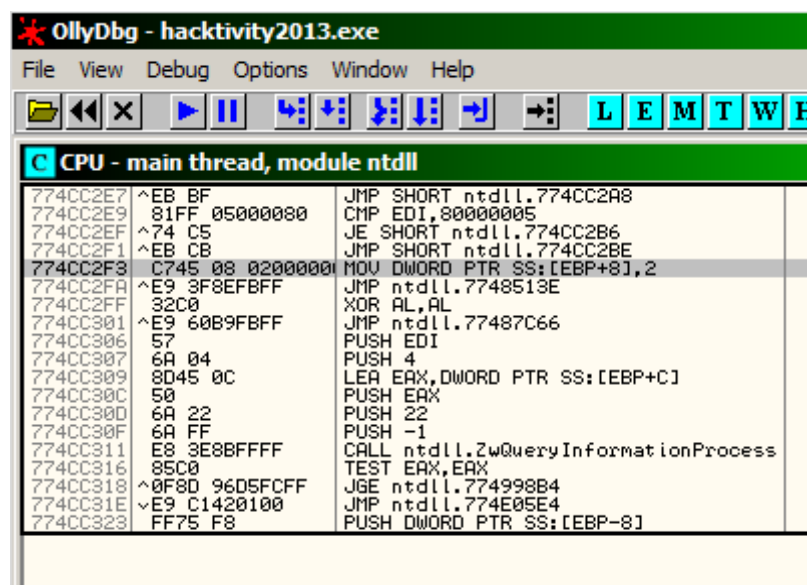 OllyDbg - hacktivity2013.exe
File View Debug Options Window Help
L E M T W H
C CPU - main thread, module ntdll
774CC2E7 ^EB BF JMP SHORT ntdll.774CC2A8
774CC2E9 81FF 05000080 CMP EDI,80000005
774CC2EF ^74 C5 JE SHORT ntdll.774CC2B6
774CC2F1 ^EB CB JMP SHORT ntdll.774CC2BE
774CC2F3 C745 08 0200000 MOV DWORD PTR SS:[EBP+8],2
774CC2FA ^E9 3F8EFBFF JMP ntdll.7748513E
774CC2FF 32C0 XOR AL,AL
774CC301 ^E9 60B9FBFF JMP ntdll.77487C66
774CC306 57 PUSH EDI
774CC307 6A 04 PUSH 4
774CC309 8D45 0C LEA EAX,DWORD PTR SS:[EBP+C]
774CC30C 50 PUSH EAX
774CC30D 6A 22 PUSH 22
774CC30F 6A FF PUSH -1
774CC311 E8 3E8BFFFF CALL ntdll.ZwQueryInformationProcess
774CC316 85C0 TEST EAX,EAX
774CC318 ^0F8D 96D5FCFF JGE ntdll.774998B4
774CC31E vE9 C1420100 JMP ntdll.774E05E4
774CC323 FF75 F8 PUSH DWORD PTR SS:[EBP-8]